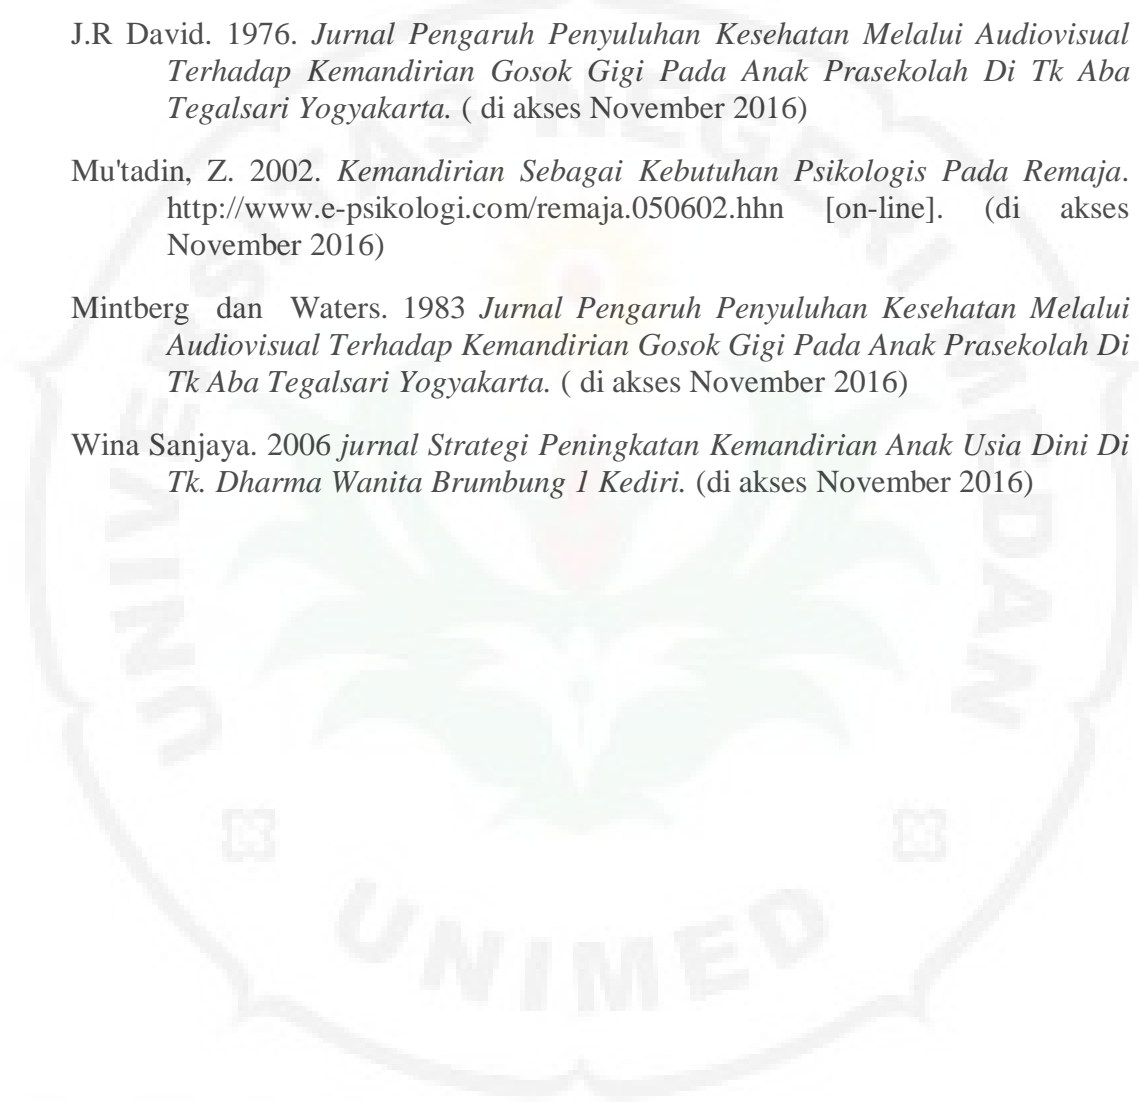 J.R David. 1976. Jurnal Pengaruh Penyuluhan Kesehatan Melalui Audiovisual
Terhadap Kemandirian Gosok Gigi Pada Anak Prasekolah Di Tk Aba
Tegalsari Yogyakarta. ( di akses November 2016)
Mu'tadin, Z. 2002. Kemandirian Sebagai Kebutuhan Psikologis Pada Remaja.
http://www.e-psikologi.com/remaja.050602.hhn [on-line]. (di akses
November 2016)
Mintberg dan Waters. 1983 Jurnal Pengaruh Penyuluhan Kesehatan Melalui
Audiovisual Terhadap Kemandirian Gosok Gigi Pada Anak Prasekolah Di
Tk Aba Tegalsari Yogyakarta. ( di akses November 2016)
Wina Sanjaya. 2006 jurnal Strategi Peningkatan Kemandirian Anak Usia Dini Di
Tk. Dharma Wanita Brumbung 1 Kediri. (di akses November 2016)
UNIVERSITAS NEGERI MEDAN
UNIMED